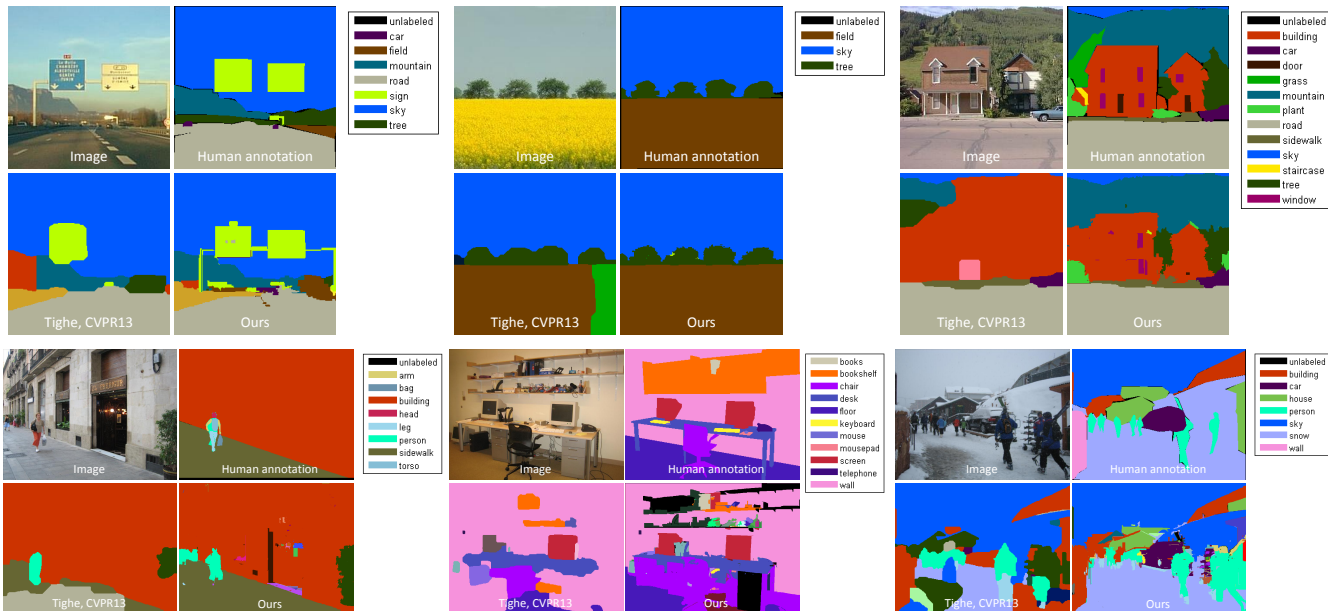 Image
Human annotation
Tighe, CVPR13
Ours
unlabeled
car
field
mountain
road
sign
sky
tree
Image
Human annotation
Tighe, CVPR13
Ours
unlabeled
field
sky
tree
Image
Human annotation
Tighe, CVPR13
Ours
unlabeled
building
car
door
grass
mountain
plant
road
sidewalk
sky
staircase
tree
window
Image
Human annotation
Tighe, CVPR13
Ours
unlabeled
arm
bag
building
head
leg
person
sidewalk
torso
Image
Human annotation
Tighe, CVPR13
Ours
books
bookshelf
chair
desk
floor
keyboard
mouse
mousepad
screen
telephone
wall
Image
Human annotation
Tighe, CVPR13
Ours
unlabeled
building
car
house
person
sky
snow
wall